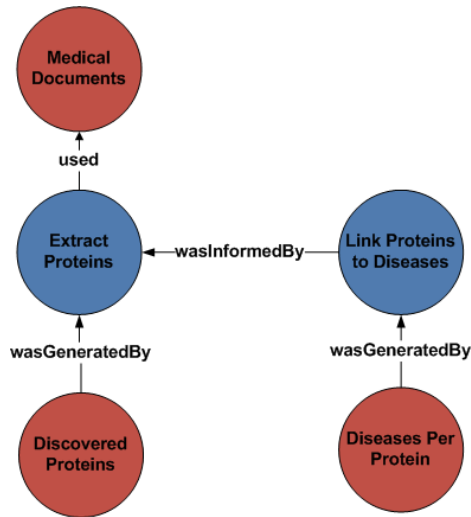 Medical
Documents
used
Extract
Proteins
wasInformedBy
Link Proteins
to Diseases
wasGeneratedBy
wasGeneratedBy
Discovered
Proteins
Diseases Per
Protein